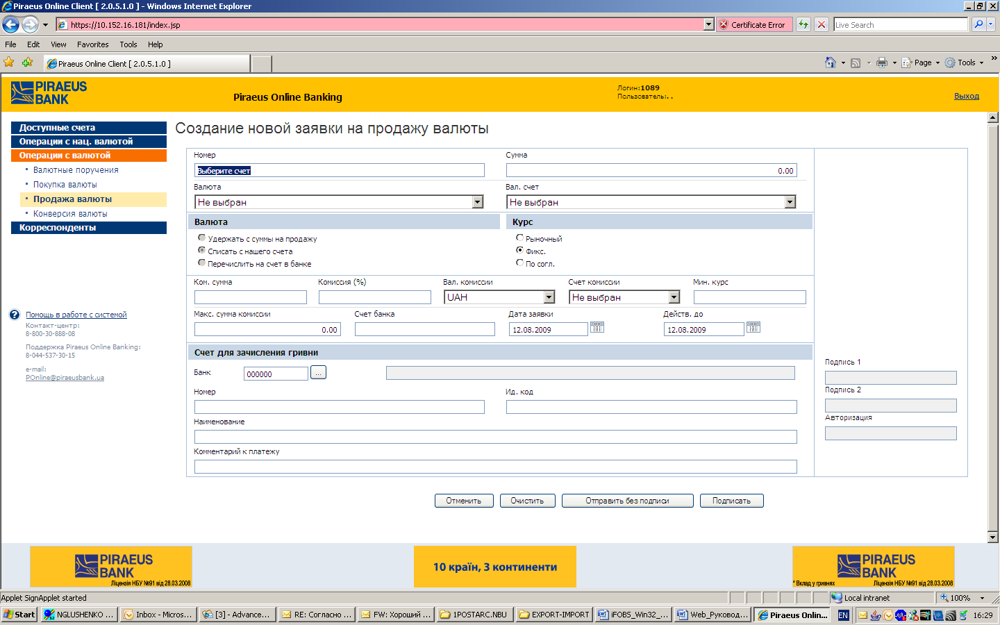 Piraeus Online Client [ 2.0.5.1.0 ] - Windows Internet Explorer
https://10.152.16.181/index.jsp
Certificate Error
Live Search
File Edit View Favorites Tools Help
Piraeus Online Client [ 2.0.5.1.0 ]
Page Tools
PIRAEUS BANK
Piraeus Online Banking
Логин:1089
Пользователь:. .
Выход
Доступные счета
Операции с нац. валютой
Операции с валютой
Валютные поручения
Покупка валюты
Продажа валюты
Конверсия валюты
Корреспонденты
Помощь в работе с системой
Контакт-центр:
8-800-30-888-08
Поддержка Piraeus Online Banking:
8-044-537-30-15
e-mail:
POnline@piraeusbank.ua
Создание новой заявки на продажу валюты
Номер Сумма
Выберите счет 0.00
Валюта Вал. счет
Не выбран Не выбран
Валюта Курс
Удержать с суммы на продажу Рыночный
Списать с нашего счета Фикс.
Перечислить на счет в банке По согл.
Ком. сумма Комиссия (%) Вал. комиссии Счет комиссии Мин. курс
UAH Не выбран
Макс. сумма комиссии Счет банка Дата заявки Действ. до
0.00 12.08.2009 12.08.2009
Счет для зачисления гривни
Банк 000000 ...
Номер Ид. код
Наименование
Комментарий к платежу
Подпись 1
Подпись 2
Авторизация
Отменить Очистить Отправить без подписи Подписать
PIRAEUS BANK
Ліцензія НБУ №91 від 28.03.2008
10 країн, 3 континенти
PIRAEUS BANK
* Вклад у гривнях Ліцензія НБУ №91 від 28.03.2008
Applet SignApplet started
Local intranet
100%
Start
NGLUSHENKO ...
Inbox - Micros...
[3] - Advance...
RE: Согласно ...
FW: Хороший ...
1POSTARC.NBU
EXPORT-IMPORT
iFOBS_Win32_...
Web_Руковод...
Piraeus Onlin...
EN
16:29